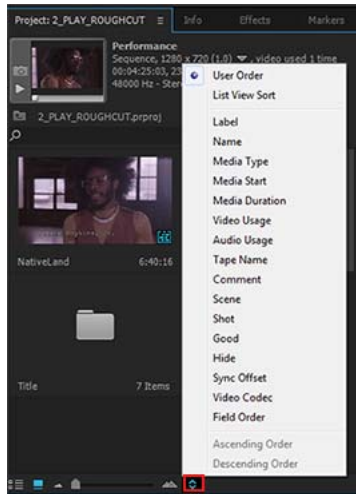 Project: 2_PLAY_ROUGHCUT
Info
Effects
Markers
Performance
Sequence, 1280 x 720 (1.0) , video used 1 time
00:04:25:03, 23
48000 Hz - Ster
2_PLAY_ROUGHCUT.prproj
NativeLand 6:40:16
Title 7 Items
User Order
List View Sort
Label
Name
Media Type
Media Start
Media Duration
Video Usage
Audio Usage
Tape Name
Comment
Scene
Shot
Good
Hide
Sync Offset
Video Codec
Field Order
Ascending Order
Descending Order